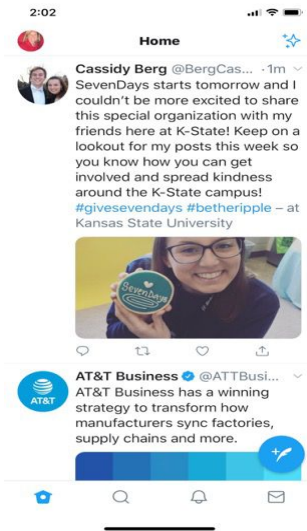 2:02
Home
Cassidy Berg @BergCas... ·1m
SevenDays starts tomorrow and I
couldn't be more excited to share
this special organization with my
friends here at K-State! Keep on a
lookout for my posts this week so
you know how you can get
involved and spread kindness
around the K-State campus!
#givesevendays #betheripple – at
Kansas State University
SevenDays
AT&T Business @ATTBusi...
AT&T
AT&T Business has a winning
strategy to transform how
manufacturers sync factories,
supply chains and more.